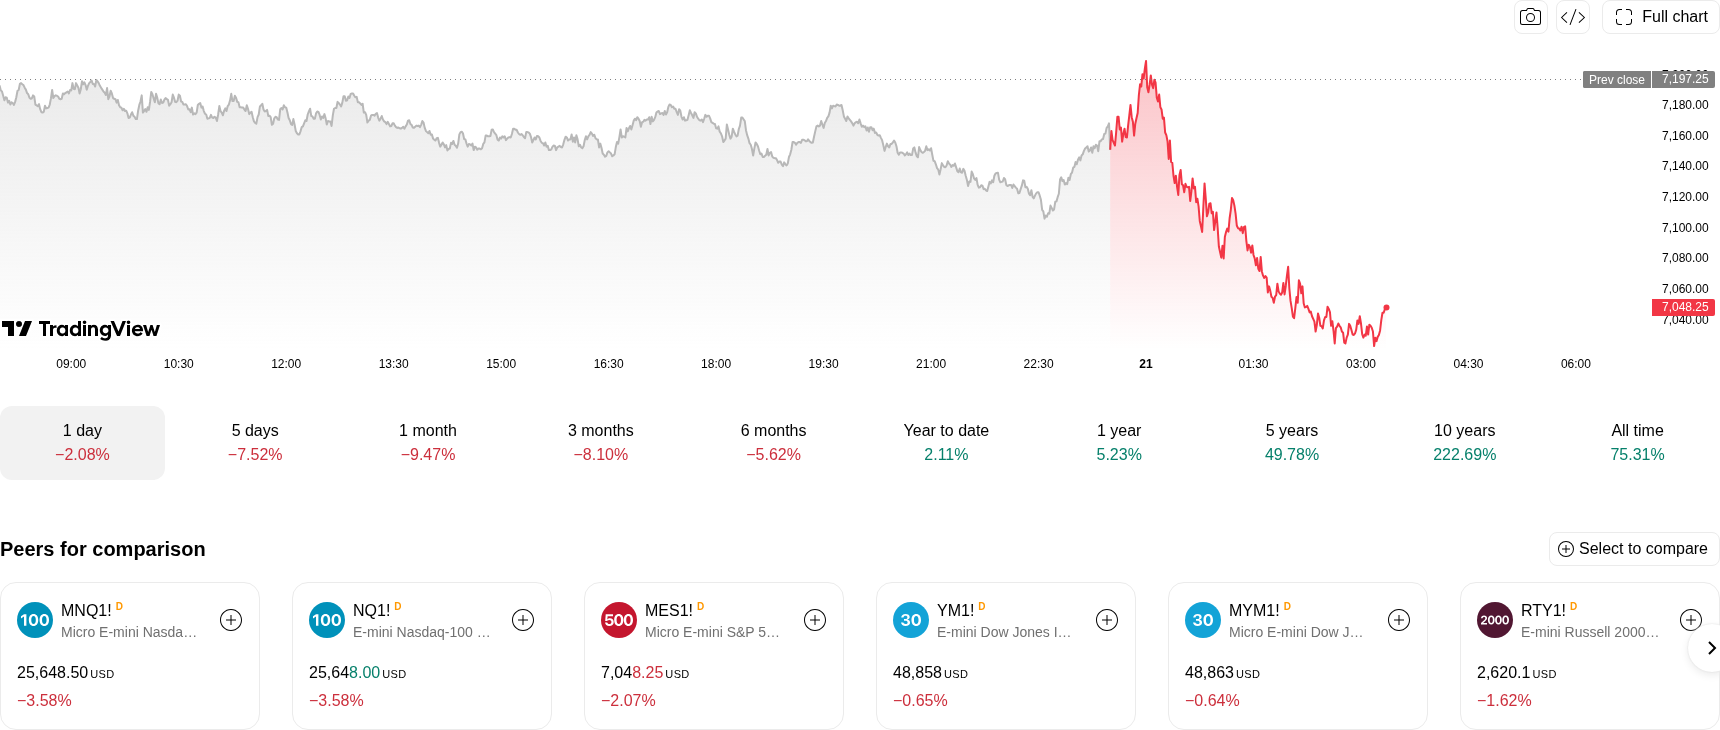 Full chart
Prev close 7,197.25
7,180.00
7,160.00
7,140.00
7,120.00
7,100.00
7,080.00
7,060.00
7,048.25
7,040.00
TradingView
09:00 10:30 12:00 13:30 15:00 16:30 18:00 19:30 21:00 22:30 21 01:30 03:00 04:30 06:00
1 day 5 days 1 month 3 months 6 months Year to date 1 year 5 years 10 years All time
−2.08% −7.52% −9.47% −8.10% −5.62% 2.11% 5.23% 49.78% 222.69% 75.31%
Peers for comparison
Select to compare
100 MNQ1! D
Micro E-mini Nasda…
25,648.50 USD
−3.58%
100 NQ1! D
E-mini Nasdaq-100 …
25,648.00 USD
−3.58%
500 MES1! D
Micro E-mini S&P 5…
7,048.25 USD
−2.07%
30 YM1! D
E-mini Dow Jones I…
48,858 USD
−0.65%
30 MYM1! D
Micro E-mini Dow J…
48,863 USD
−0.64%
2000 RTY1! D
E-mini Russell 2000…
2,620.1 USD
−1.62%